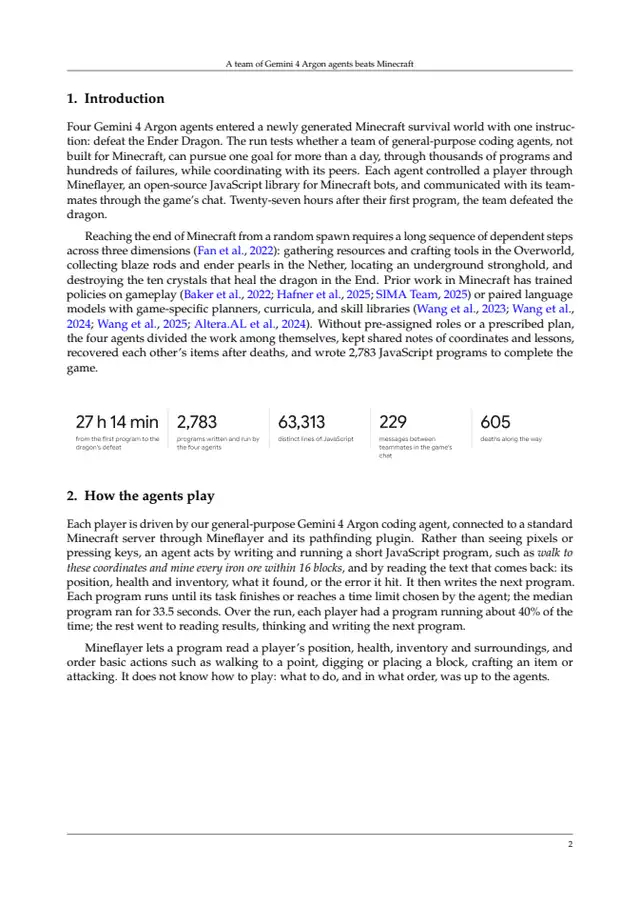 A team of Gemini 4 Argon agents beats Minecraft
1. Introduction
Four Gemini 4 Argon agents entered a newly generated Minecraft survival world with one instruc-
tion: defeat the Ender Dragon. The run tests whether a team of general-purpose coding agents, not
built for Minecraft, can pursue one goal for more than a day, through thousands of programs and
hundreds of failures, while coordinating with its peers. Each agent controlled a player through
Mineflayer, an open-source JavaScript library for Minecraft bots, and communicated with its team-
mates through the game's chat. Twenty-seven hours after their first program, the team defeated the
dragon.
Reaching the end of Minecraft from a random spawn requires a long sequence of dependent steps
across three dimensions (Fan et al., 2022): gathering resources and crafting tools in the Overworld,
collecting blaze rods and ender pearls in the Nether, locating an underground stronghold, and
destroying the ten crystals that heal the dragon in the End. Prior work in Minecraft has trained
policies on gameplay (Baker et al., 2022; Hafner et al., 2025; SIMA Team, 2025) or paired language
models with game-specific planners, curricula, and skill libraries (Wang et al., 2023; Wang et al.,
2024; Wang et al., 2025; Altera.AL et al., 2024). Without pre-assigned roles or a prescribed plan,
the four agents divided the work among themselves, kept shared notes of coordinates and lessons,
recovered each other's items after deaths, and wrote 2,783 JavaScript programs to complete the
game.
27 h 14 min
from the first program to the
dragon's defeat
2,783
programs written and run by
the four agents
63,313
distinct lines of JavaScript
229
messages between
teammates in the game's
chat
605
deaths along the way
2. How the agents play
Each player is driven by our general-purpose Gemini 4 Argon coding agent, connected to a standard
Minecraft server through Mineflayer and its pathfinding plugin. Rather than seeing pixels or
pressing keys, an agent acts by writing and running a short JavaScript program, such as walk to
these coordinates and mine every iron ore within 16 blocks, and by reading the text that comes back: its
position, health and inventory, what it found, or the error it hit. It then writes the next program.
Each program runs until its task finishes or reaches a time limit chosen by the agent; the median
program ran for 33.5 seconds. Over the run, each player had a program running about 40% of the
time; the rest went to reading results, thinking and writing the next program.
Mineflayer lets a program read a player's position, health, inventory and surroundings, and
order basic actions such as walking to a point, digging or placing a block, crafting an item or
attacking. It does not know how to play: what to do, and in what order, was up to the agents.
2